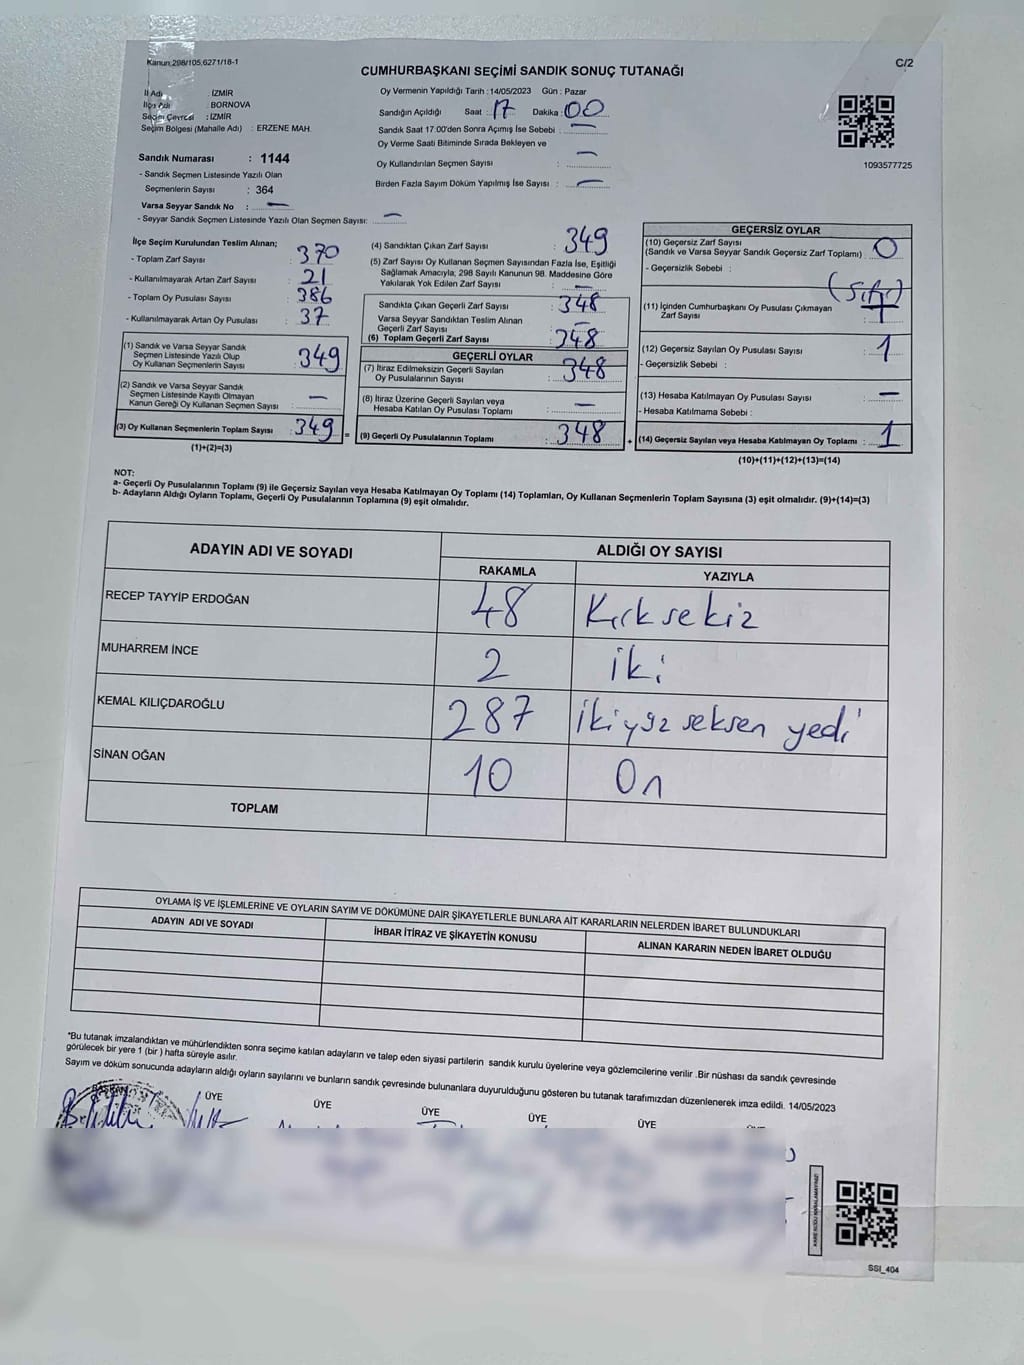 Kanun:298/105,6271/18-1
C/2
CUMHURBAŞKANI SEÇİMİ SANDIK SONUÇ TUTANAĞI
İl Adı : İZMİR
İlçe Adı : BORNOVA
Seçim Çevresi : İZMİR
Seçim Bölgesi (Mahalle Adı) : ERZENE MAH.
Sandık Numarası : 1144
- Sandık Seçmen Listesinde Yazılı Olan
Seçmenlerin Sayısı : 364
Varsa Seyyar Sandık No : —
- Seyyar Sandık Seçmen Listesinde Yazılı Olan Seçmen Sayısı: —
Oy Vermenin Yapıldığı Tarih : 14/05/2023 Gün : Pazar
Sandığın Açıldığı Saat : 17 Dakika : 00
Sandık Saat 17:00'den Sonra Açımış İse Sebebi : —
Oy Verme Saati Bitiminde Sırada Bekleyen ve
Oy Kullandırılan Seçmen Sayısı : —
Birden Fazla Sayım Döküm Yapılmış İse Sayısı : —
1093577725
İlçe Seçim Kurulundan Teslim Alınan;
- Toplam Zarf Sayısı : 370
- Kullanılmayarak Artan Zarf Sayısı : 21
- Toplam Oy Pusulası Sayısı : 386
- Kullanılmayarak Artan Oy Pusulası : 37
(1) Sandık ve Varsa Seyyar Sandık
Seçmen Listesinde Yazılı Olup
Oy Kullanan Seçmenlerin Sayısı : 349
(2) Sandık ve Varsa Seyyar Sandık
Seçmen Listesinde Kayıtlı Olmayan
Kanun Gereği Oy Kullanan Seçmen Sayısı : —
(3) Oy Kullanan Seçmenlerin Toplam Sayısı : 349 =
(1)+(2)=(3)
(4) Sandıktan Çıkan Zarf Sayısı : 349
(5) Zarf Sayısı Oy Kullanan Seçmen Sayısından Fazla İse, Eşitliği
Sağlamak Amacıyla; 298 Sayılı Kanunun 98. Maddesine Göre
Yakılarak Yok Edilen Zarf Sayısı : —
Sandıkta Çıkan Geçerli Zarf Sayısı : 348
Varsa Seyyar Sandıktan Teslim Alınan
Geçerli Zarf Sayısı : —
(6) Toplam Geçerli Zarf Sayısı : 348
GEÇERLİ OYLAR
(7) İtiraz Edilmeksizin Geçerli Sayılan
Oy Pusulalarının Sayısı : 348
(8) İtiraz Üzerine Geçerli Sayılan veya
Hesaba Katılan Oy Pusulası Toplamı : —
(9) Geçerli Oy Pusulalarının Toplamı : 348 +
GEÇERSİZ OYLAR
(10) Geçersiz Zarf Sayısı
(Sandık ve Varsa Seyyar Sandık Geçersiz Zarf Toplamı) : 0
- Geçersizlik Sebebi :
(Sıfır)
(11) İçinden Cumhurbaşkanı Oy Pusulası Çıkmayan
Zarf Sayısı :
(12) Geçersiz Sayılan Oy Pusulası Sayısı : 1
- Geçersizlik Sebebi :
(13) Hesaba Katılmayan Oy Pusulası Sayısı : —
- Hesaba Katılmama Sebebi :
(14) Geçersiz Sayılan veya Hesaba Katılmayan Oy Toplamı : 1
(10)+(11)+(12)+(13)=(14)
NOT:
a- Geçerli Oy Pusulalarının Toplamı (9) ile Geçersiz Sayılan veya Hesaba Katılmayan Oy Toplamı (14) Toplamları, Oy Kullanan Seçmenlerin Toplam Sayısına (3) eşit olmalıdır. (9)+(14)=(3)
b- Adayların Aldığı Oyların Toplamı, Geçerli Oy Pusulalarının Toplamına (9) eşit olmalıdır.
ADAYIN ADI VE SOYADI ALDIĞI OY SAYISI
RAKAMLA YAZIYLA
RECEP TAYYİP ERDOĞAN 48 Kırk sekiz
MUHARREM İNCE 2 iki
KEMAL KILIÇDAROĞLU 287 ikiyüz seksen yedi
SİNAN OĞAN 10 On
TOPLAM
OYLAMA İŞ VE İŞLEMLERİNE VE OYLARIN SAYIM VE DÖKÜMÜNE DAİR ŞİKAYETLERLE BUNLARA AİT KARARLARIN NELERDEN İBARET BULUNDUKLARI
ADAYIN ADI VE SOYADI İHBAR İTİRAZ VE ŞİKAYETİN KONUSU ALINAN KARARIN NEDEN İBARET OLDUĞU
*Bu tutanak imzalandıktan ve mühürlendikten sonra seçime katılan adayların ve talep eden siyasi partilerin sandık kurulu üyelerine veya gözlemcilerine verilir .Bir nüshası da sandık çevresinde
görülecek bir yere 1 (bir ) hafta süreyle asılır.
Sayım ve döküm sonucunda adayların aldığı oyların sayılarını ve bunların sandık çevresinde bulunanlara duyurulduğunu gösteren bu tutanak tarafımızdan düzenlenerek imza edildi. 14/05/2023
ÜYE ÜYE ÜYE ÜYE ÜYE
SSI_404